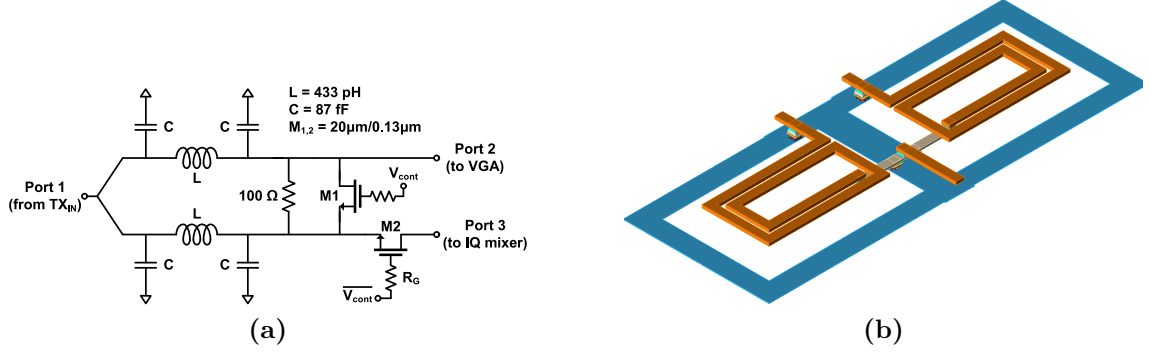 L = 433 pH
C = 87 fF
M1,2 = 20μm/0.13μm
C
C
Port 2
(to VGA)
L
Port 1
(from TXIN)
100 Ω
M1
Vcont
L
M2
Port 3
(to IQ mixer)
C
C
RG
Vcont
(a)
(b)